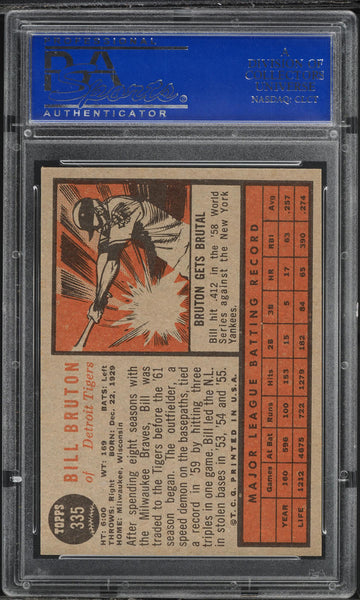 PROFESSIONAL
PSA
Sports
AUTHENTICATOR
A
DIVISION OF
COLLECTORS
UNIVERSE
NASDAQ: CLCT
TOPPS
335
BILL BRUTON
of Detroit Tigers
HT: 6:00 WT: 169 BATS: Left
THROWS: Right BORN: Dec. 22, 1929
HOME: Milwaukee, Wisconsin
After spending eight seasons with
the Milwaukee Braves, Bill was
traded to the Tigers before the '61
season began. The outfielder, a
speed demon on the basepaths, tied
a record in '59 by hitting three
triples in one game. Bill led the N.L.
in stolen bases in '53, '54 and '55.
©T.C.G. PRINTED IN U.S.A.
BRUTON GETS BRUTAL
Bill hit .412 in the '58 World
Series against the New York
Yankees.
MAJOR LEAGUE BATTING RECORD
Games At Bat Runs Hits 2B 3B HR RBI Avg.
YEAR 160 596 100 153 15 5 17 63 .257
LIFE 1212 4675 722 1279 182 84 65 390 .274